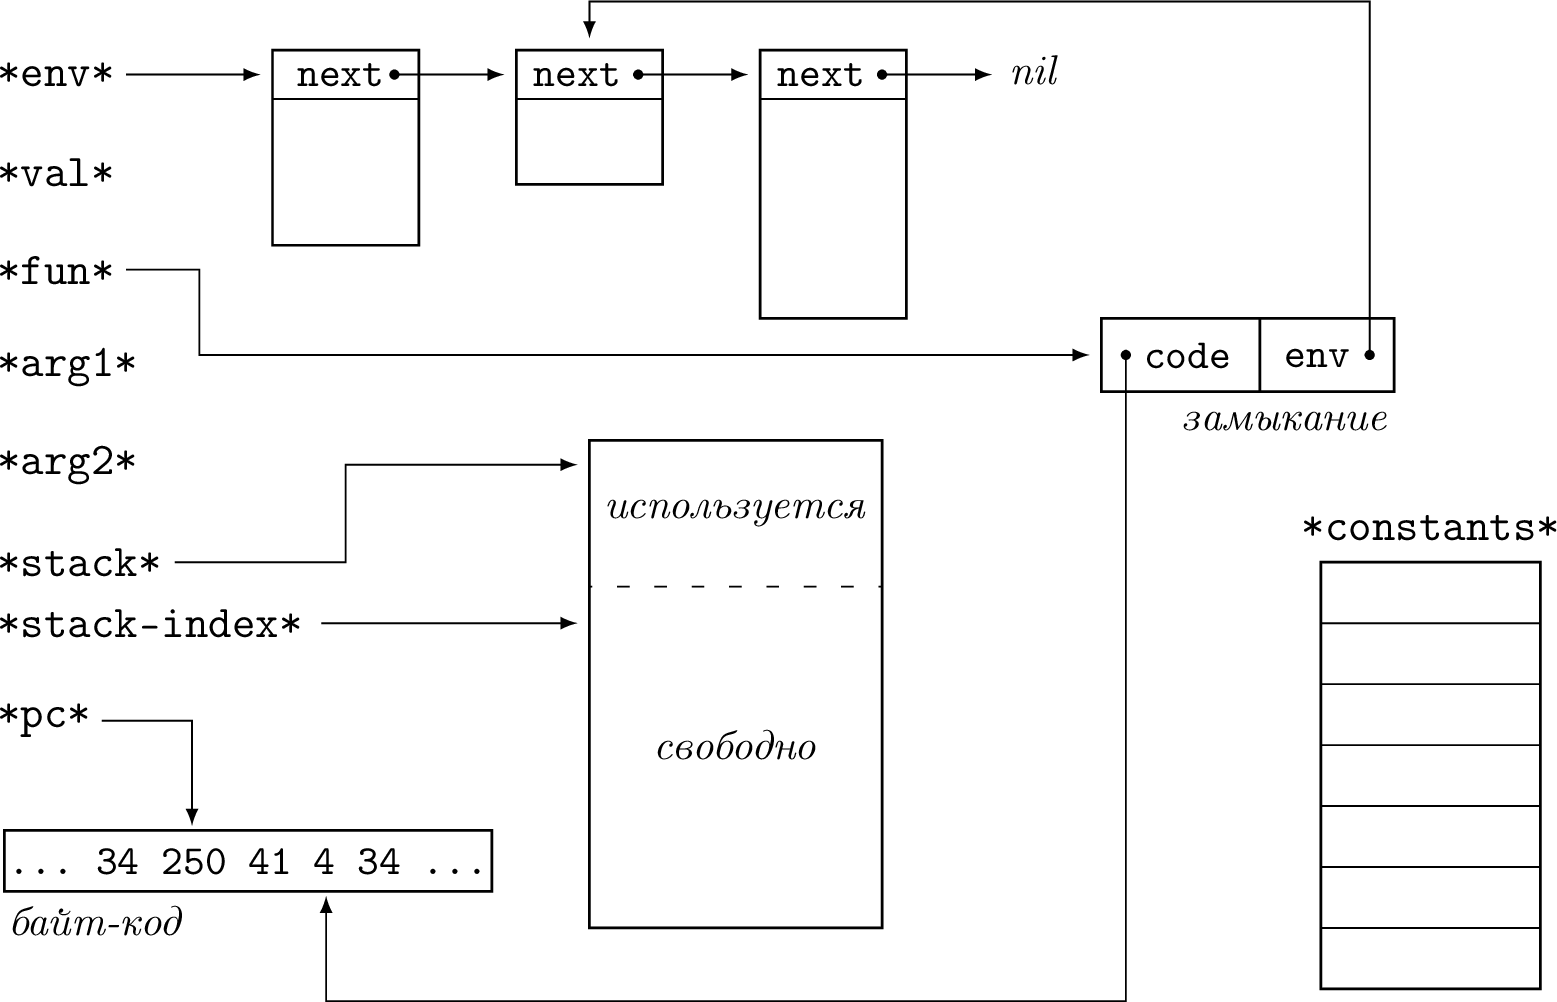 *env* next next next nil
*val*
*fun*
*arg1* code env
замыкание
*arg2*
используется
*constants*
*stack*
*stack-index*
*pc*
свободно
... 34 250 41 4 34 ...
байт-код